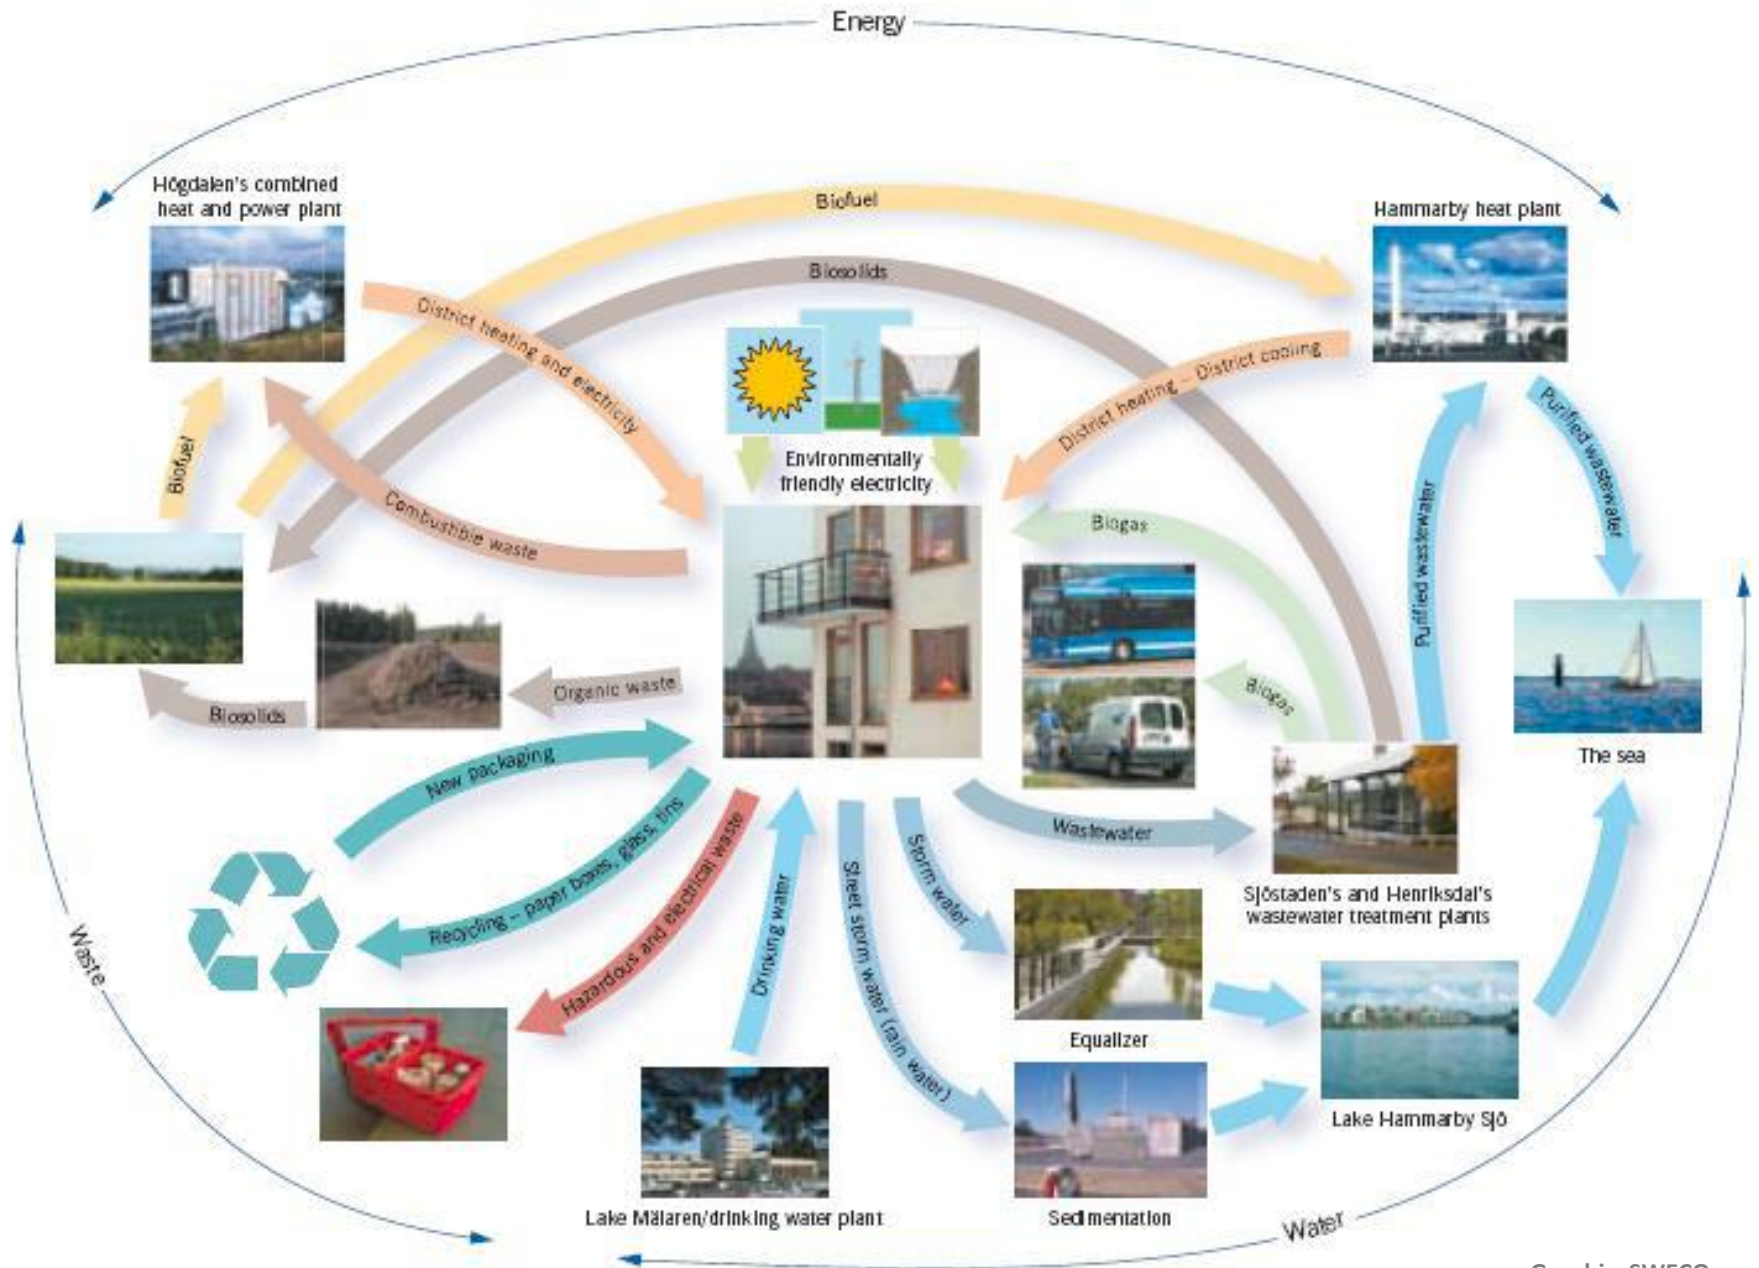 Energy
Högdalen's combined
heat and power plant
Biofuel
Hammarby heat plant
Biosolids
District heating and electricity
District heating – District cooling
Purified wastewater
Environmentally
friendly electricity
Biofuel
Combustible waste
Biogas
Purified wastewater
Organic waste
Biosolids
Biogas
The sea
New packaging
Recycling – paper boxes, glass, tins
Hazardous and electrical waste
Drinking water
Street storm water (rain water)
Storm water
Wastewater
Sjöstaden's and Henriksdal's
wastewater treatment plants
Waste
Equalizer
Lake Hammarby Sjö
Lake Mälaren/drinking water plant
Sedimentation
Water